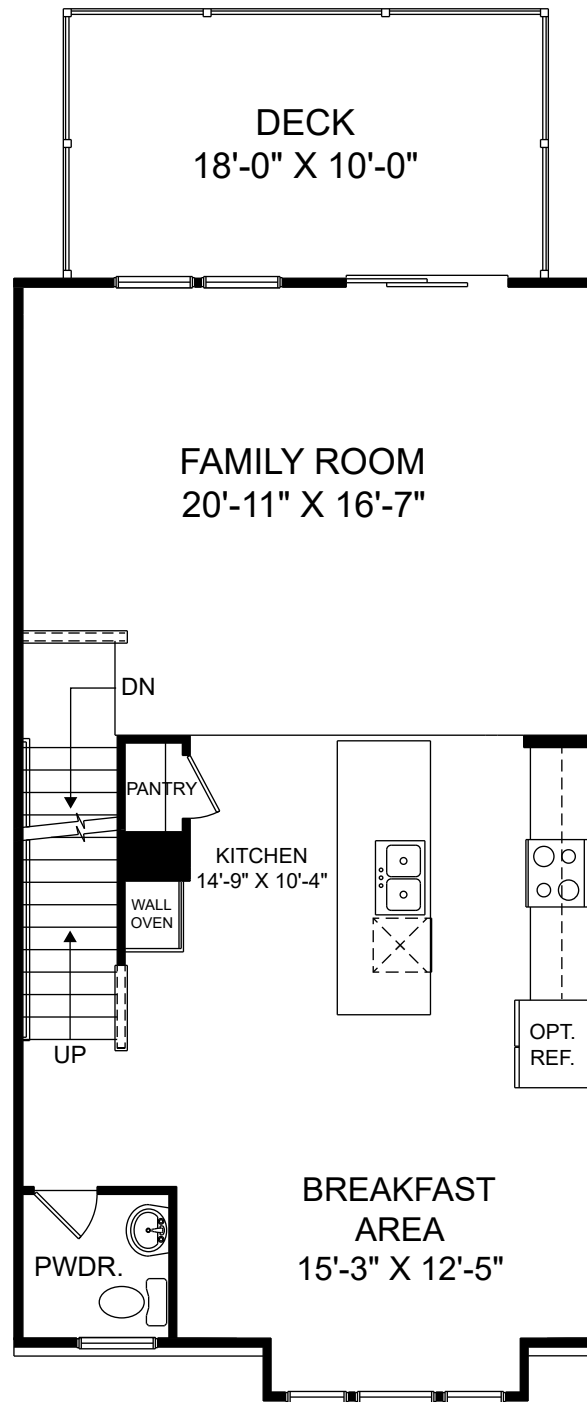 DECK
18'-0" X 10'-0"
FAMILY ROOM
20'-11" X 16'-7"
DN
PANTRY
KITCHEN
14'-9" X 10'-4"
WALL
OVEN
UP
OPT.
REF.
BREAKFAST
AREA
15'-3" X 12'-5"
PWDR.